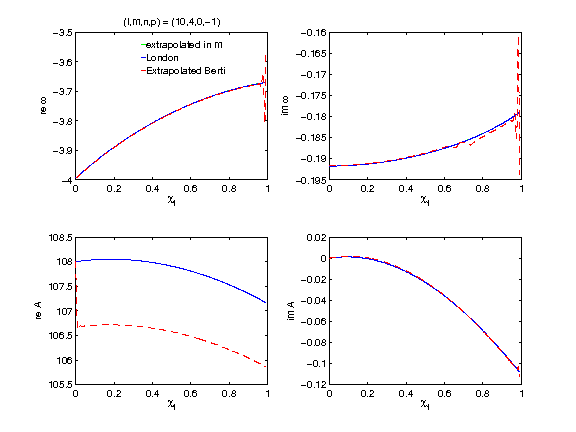 (l,m,n,p) = (10,4,0,−1)
−3.5
−3.6
−3.7
−3.8
−3.9
−4
re ω
extrapolated in m
London
Extrapolated Berti
0 0.2 0.4 0.6 0.8 1
χf
−0.16
−0.165
−0.17
−0.175
−0.18
−0.185
−0.19
−0.195
im ω
0 0.2 0.4 0.6 0.8 1
χf
108.5
108
107.5
107
106.5
106
105.5
re A
0 0.2 0.4 0.6 0.8 1
χf
0.02
0
−0.02
−0.04
−0.06
−0.08
−0.1
−0.12
im A
0 0.2 0.4 0.6 0.8 1
χf